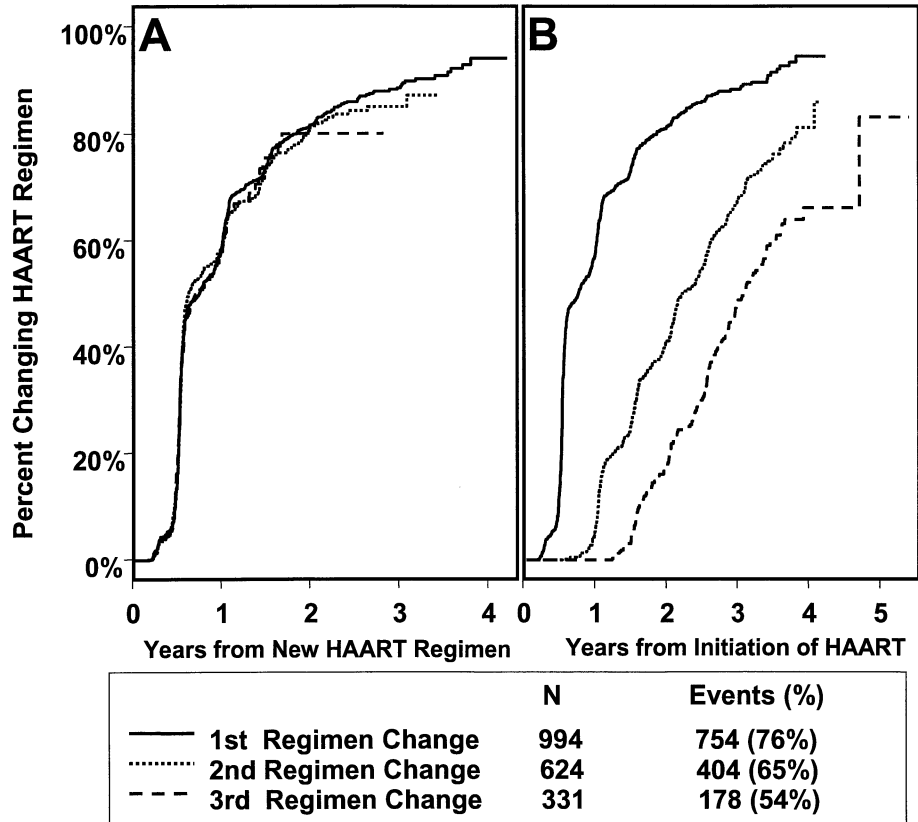 A
B
Percent Changing HAART Regimen
100%
80%
60%
40%
20%
0%
0 1 2 3 4
0 1 2 3 4 5
Years from New HAART Regimen
Years from Initiation of HAART
N Events (%)
1st Regimen Change 994 754 (76%)
2nd Regimen Change 624 404 (65%)
3rd Regimen Change 331 178 (54%)